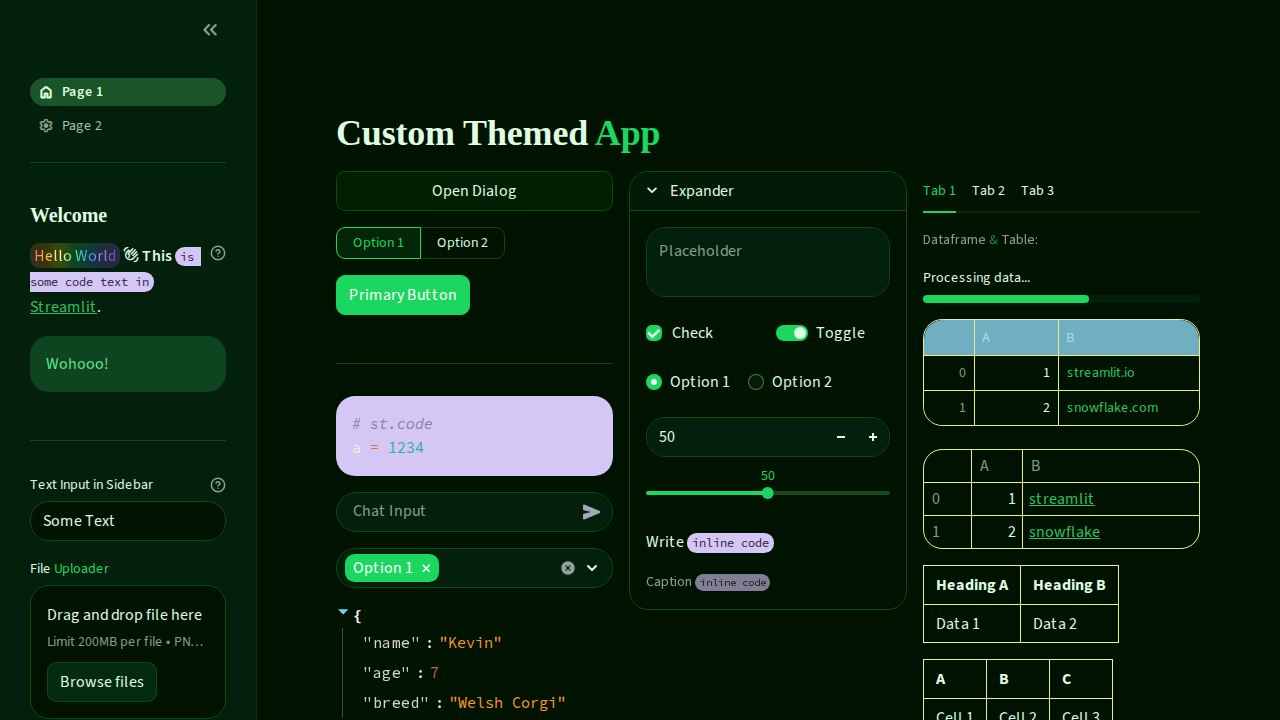 Page 1
Page 2
Welcome
Hello World 👋 This is
some code text in
Streamlit.
Wohooo!
Text Input in Sidebar
Some Text
File Uploader
Drag and drop file here
Limit 200MB per file • PN…
Browse files
Custom Themed App
Open Dialog
Option 1 Option 2
Primary Button
# st.code
a = 1234
Chat Input
Option 1
{
"name" : "Kevin"
"age" : 7
"breed" : "Welsh Corgi"
Expander
Placeholder
Check Toggle
Option 1 Option 2
50
50
Write inline code
Caption inline code
Tab 1 Tab 2 Tab 3
Dataframe & Table:
Processing data...
A B
0 1 streamlit.io
1 2 snowflake.com
A B
0 1 streamlit
1 2 snowflake
Heading A Heading B
Data 1 Data 2
A B C
Cell 1 Cell 2 Cell 3